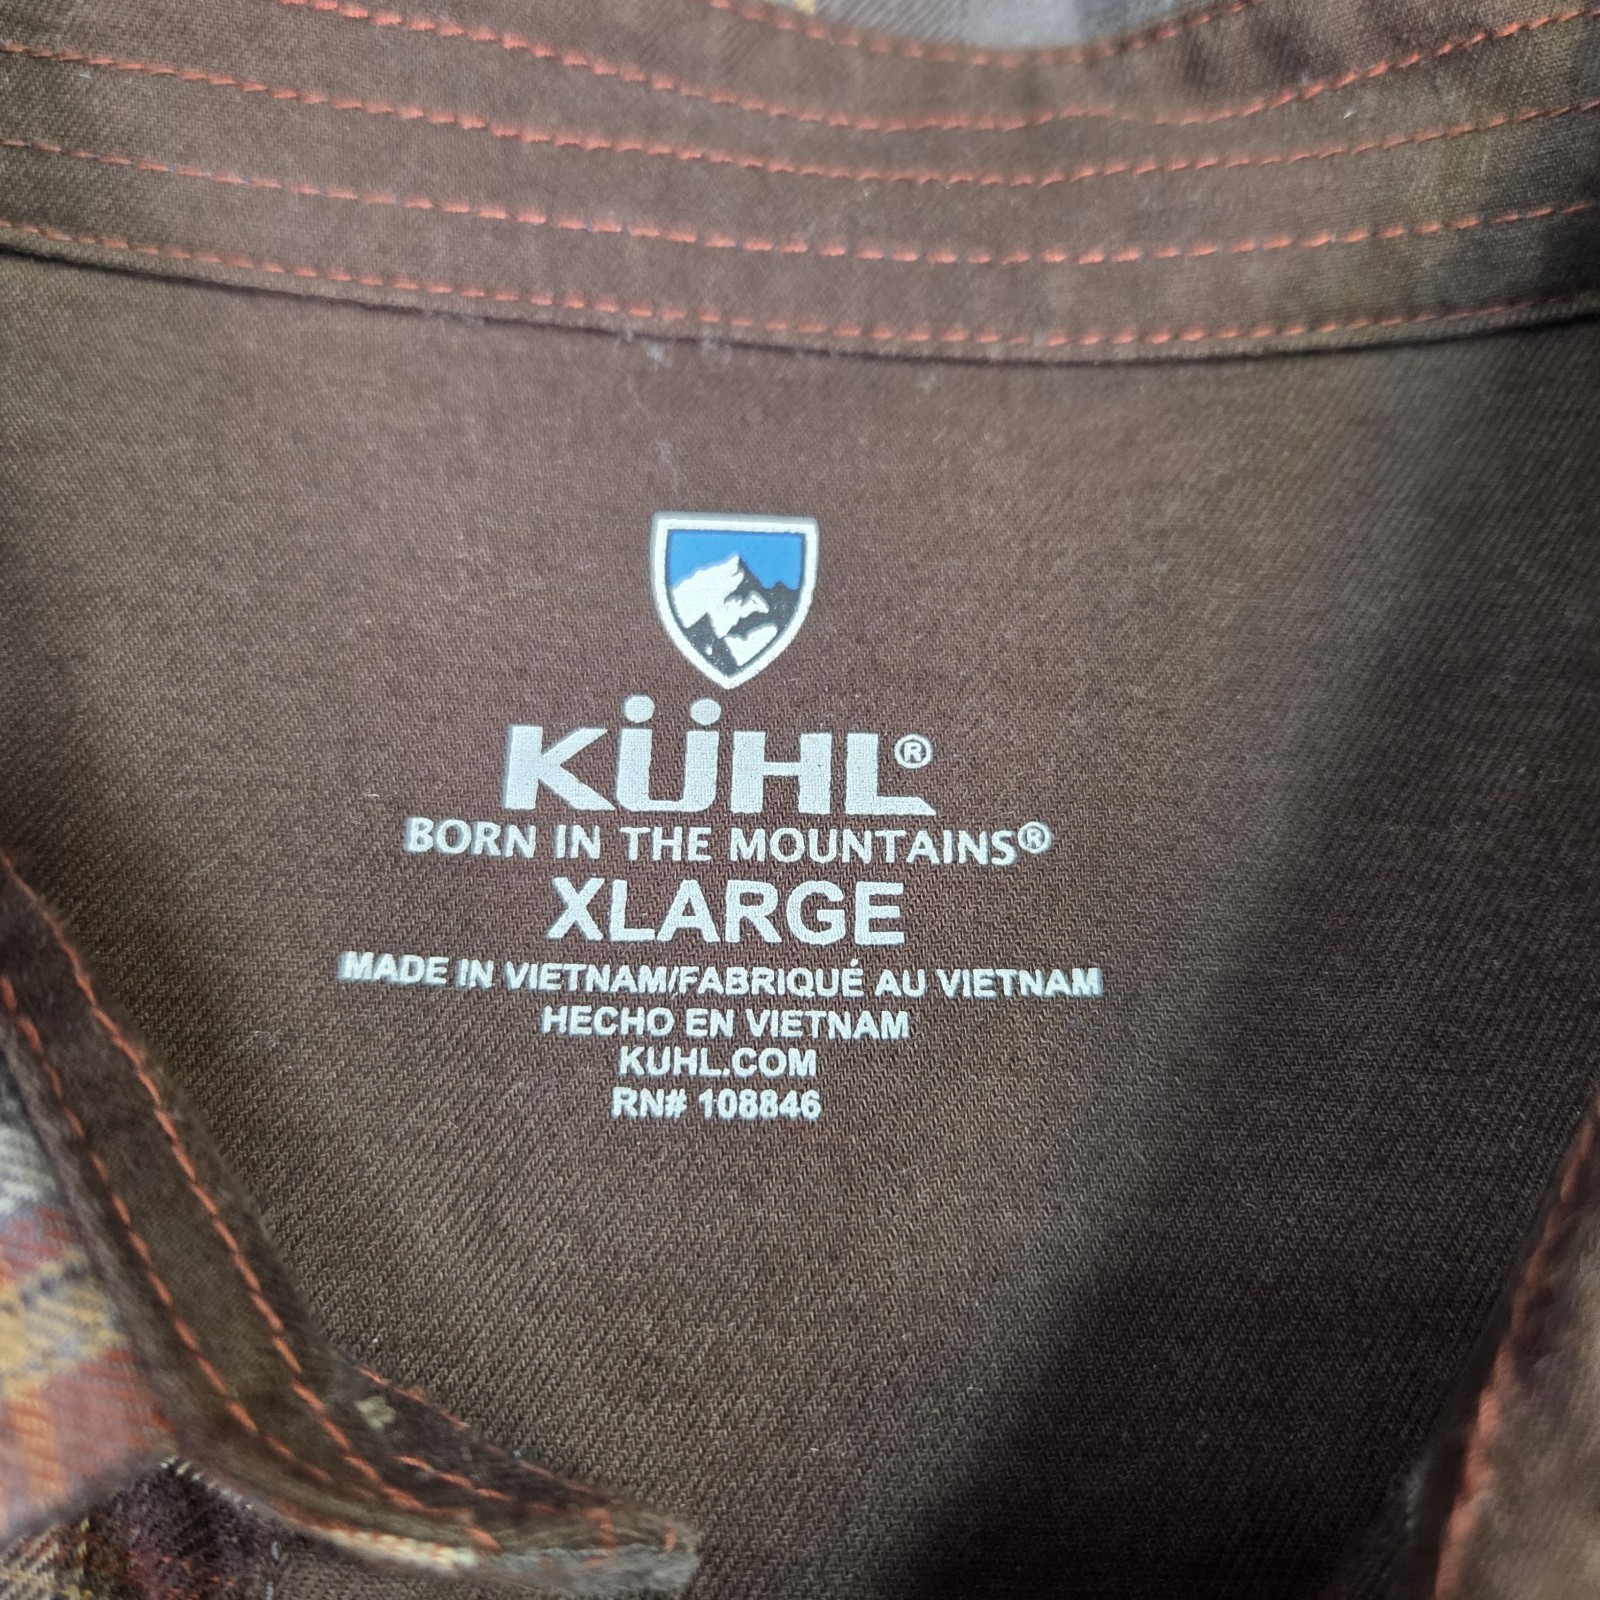 KÜHL®
BORN IN THE MOUNTAINS®
XLARGE
MADE IN VIETNAM/FABRIQUÉ AU VIETNAM
HECHO EN VIETNAM
KUHL.COM
RN# 108846